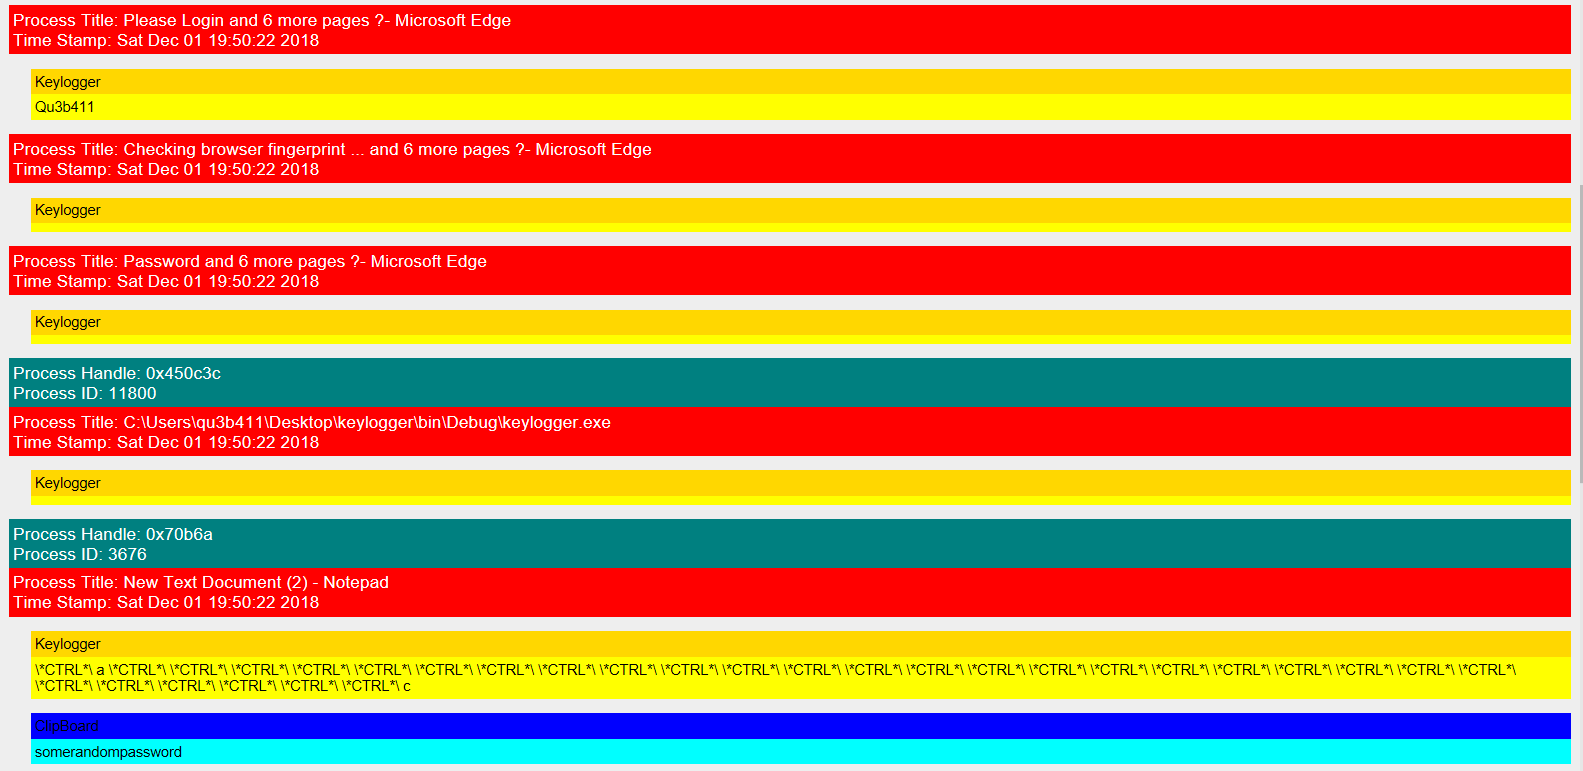 Process Title: Please Login and 6 more pages ?- Microsoft Edge
Time Stamp: Sat Dec 01 19:50:22 2018
Keylogger
Qu3b411
Process Title: Checking browser fingerprint ... and 6 more pages ?- Microsoft Edge
Time Stamp: Sat Dec 01 19:50:22 2018
Keylogger
Process Title: Password and 6 more pages ?- Microsoft Edge
Time Stamp: Sat Dec 01 19:50:22 2018
Keylogger
Process Handle: 0x450c3c
Process ID: 11800
Process Title: C:\Users\qu3b411\Desktop\keylogger\bin\Debug\keylogger.exe
Time Stamp: Sat Dec 01 19:50:22 2018
Keylogger
Process Handle: 0x70b6a
Process ID: 3676
Process Title: New Text Document (2) - Notepad
Time Stamp: Sat Dec 01 19:50:22 2018
Keylogger
\*CTRL*\ a \*CTRL*\ \*CTRL*\ \*CTRL*\ \*CTRL*\ \*CTRL*\ \*CTRL*\ \*CTRL*\ \*CTRL*\ \*CTRL*\ \*CTRL*\ \*CTRL*\ \*CTRL*\ \*CTRL*\ \*CTRL*\ \*CTRL*\ \*CTRL*\ \*CTRL*\ \*CTRL*\ \*CTRL*\ \*CTRL*\ \*CTRL*\ \*CTRL*\ \*CTRL*\
\*CTRL*\ \*CTRL*\ \*CTRL*\ \*CTRL*\ \*CTRL*\ \*CTRL*\ c
ClipBoard
somerandompassword